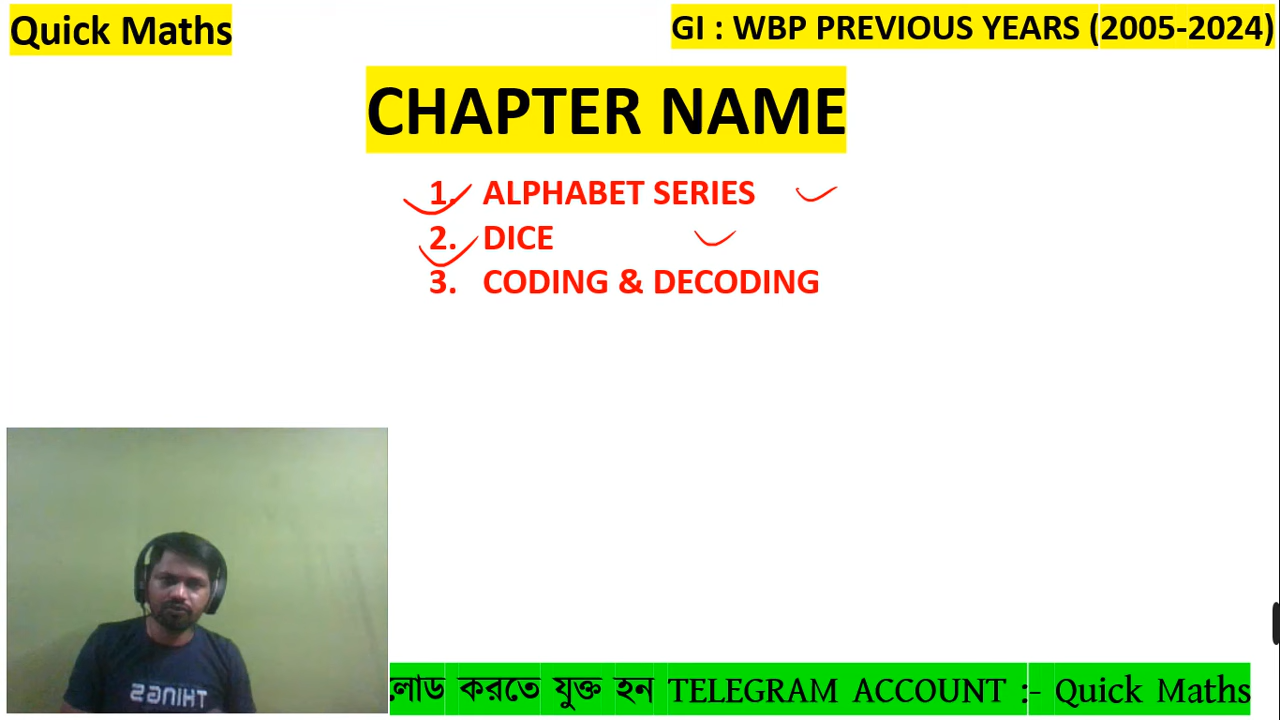 Quick Maths
GI : WBP PREVIOUS YEARS (2005-2024)
CHAPTER NAME
1. ALPHABET SERIES
2. DICE
3. CODING & DECODING
THINGS
লোড করতে যুক্ত হন TELEGRAM ACCOUNT :- Quick Maths